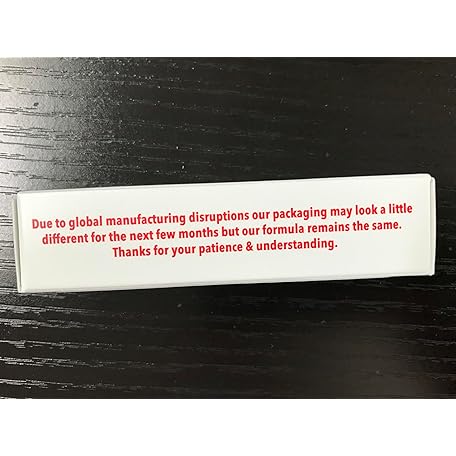 Due to global manufacturing disruptions our packaging may look a little
different for the next few months but our formula remains the same.
Thanks for your patience & understanding.